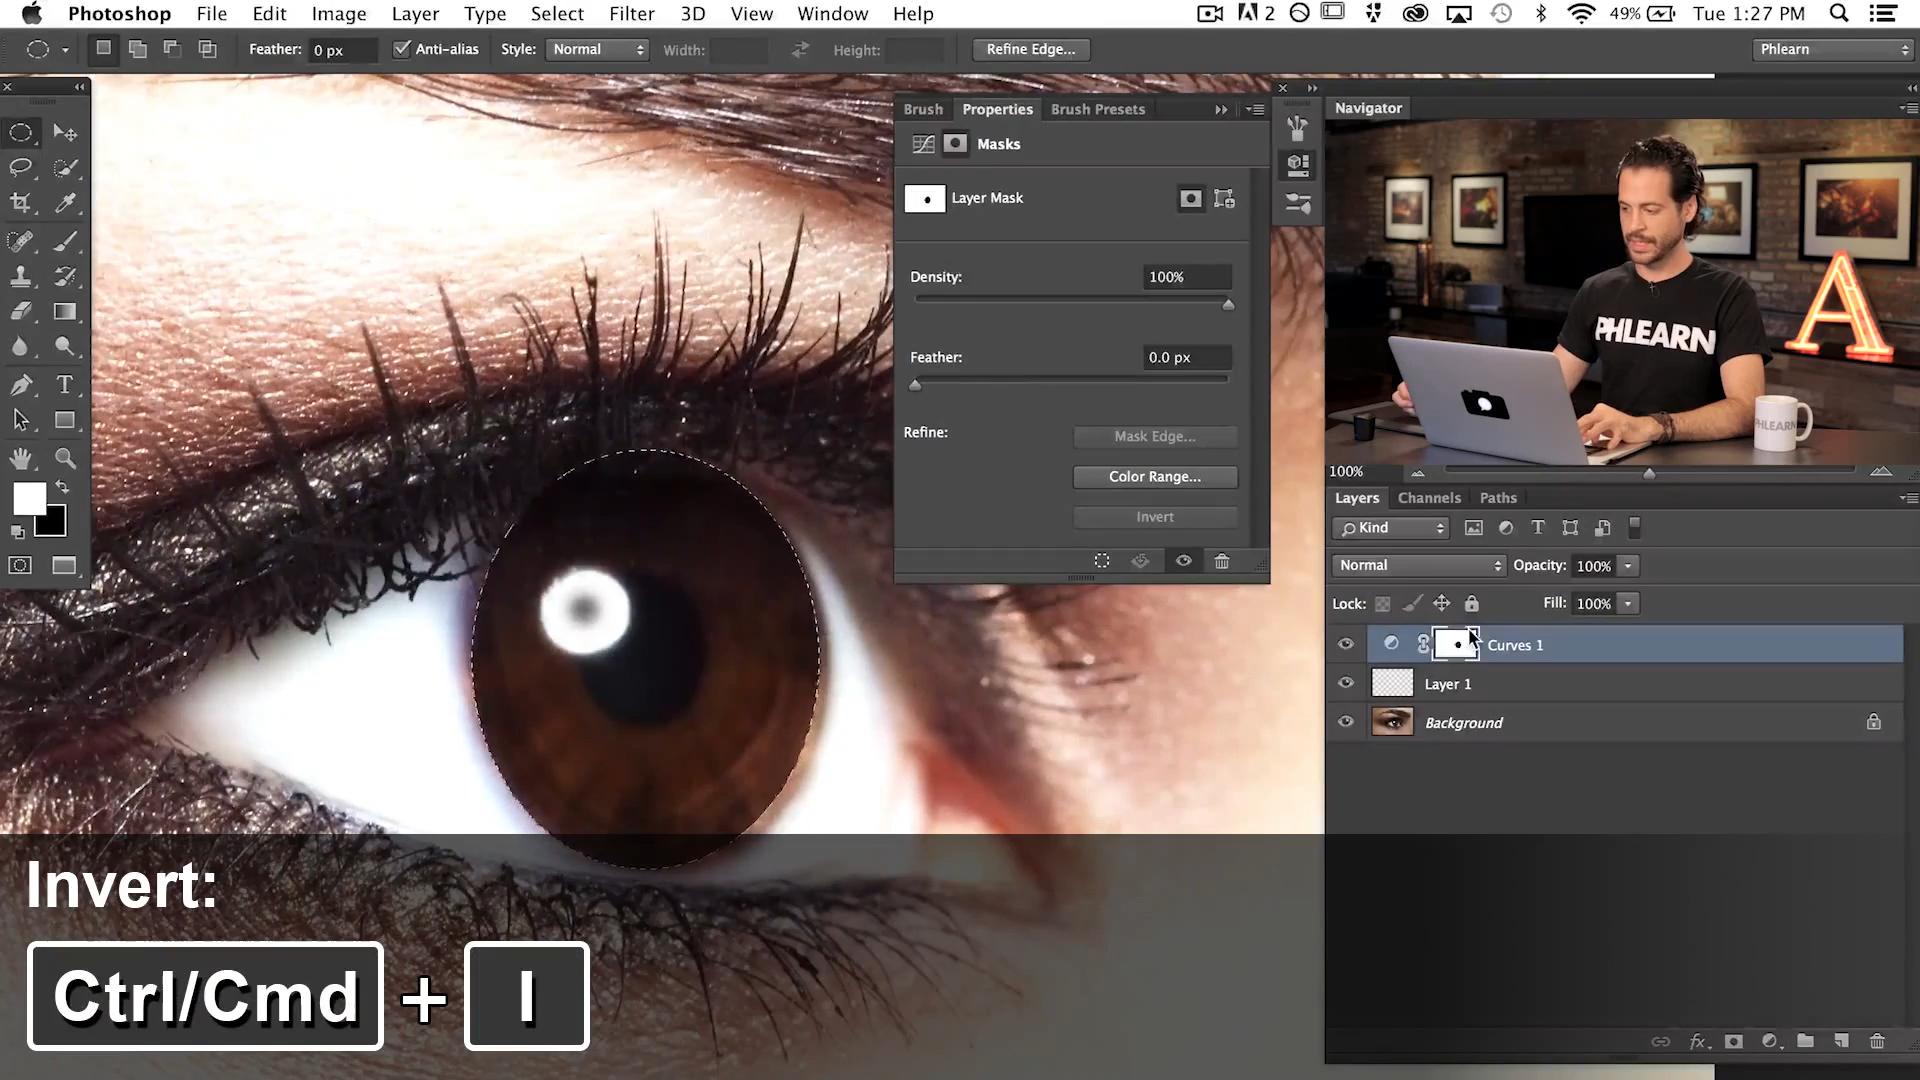 Photoshop File Edit Image Layer Type Select Filter 3D View Window Help
2 49% Tue 1:27 PM
Feather: 0 px Anti-alias Style: Normal Width: Height: Refine Edge... Phlearn
Brush Properties Brush Presets
Navigator
Masks
Layer Mask
Density: 100%
Feather: 0.0 px
Refine: Mask Edge...
Color Range...
Invert
PHLEARN
A
PHLEARN
100%
Layers Channels Paths
Kind
Normal Opacity: 100%
Lock: Fill: 100%
Curves 1
Layer 1
Background
Invert:
Ctrl/Cmd + I